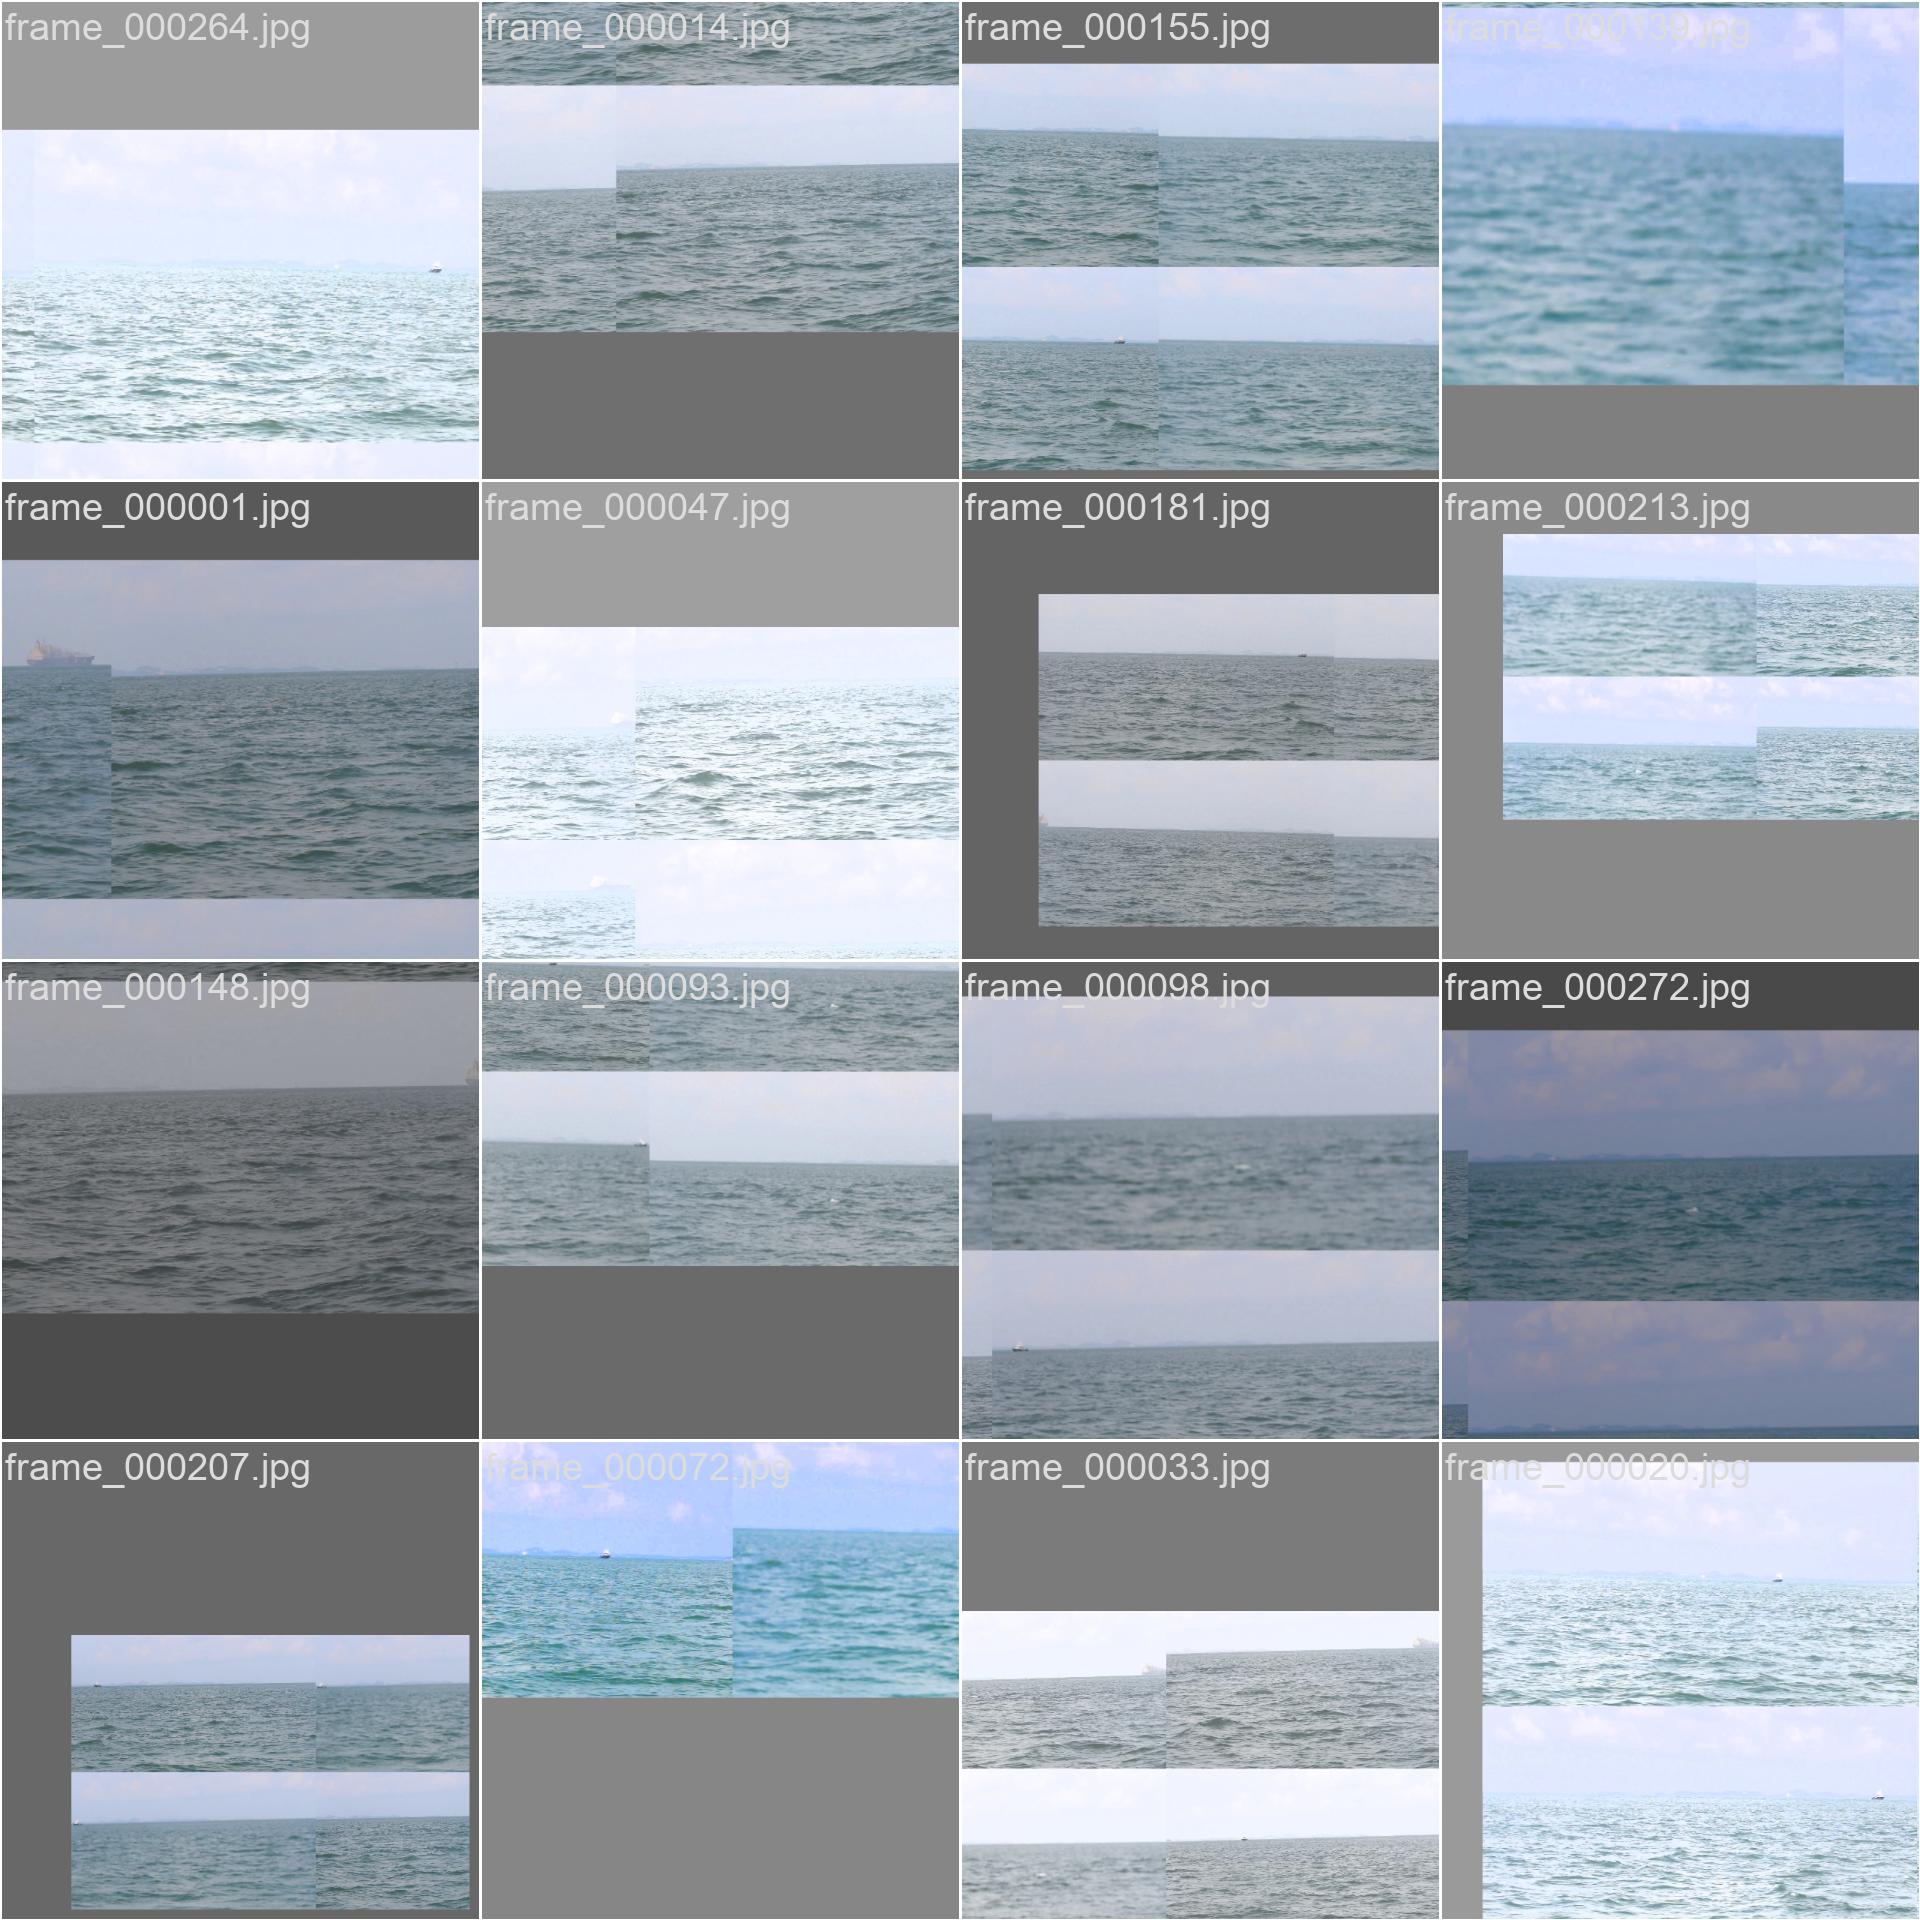 frame_000264.jpg
frame_000014.jpg
frame_000155.jpg
frame_000139.jpg
frame_000001.jpg
frame_000047.jpg
frame_000181.jpg
frame_000213.jpg
frame_000148.jpg
frame_000093.jpg
frame_000098.jpg
frame_000272.jpg
frame_000207.jpg
frame_000072.jpg
frame_000033.jpg
frame_000020.jpg